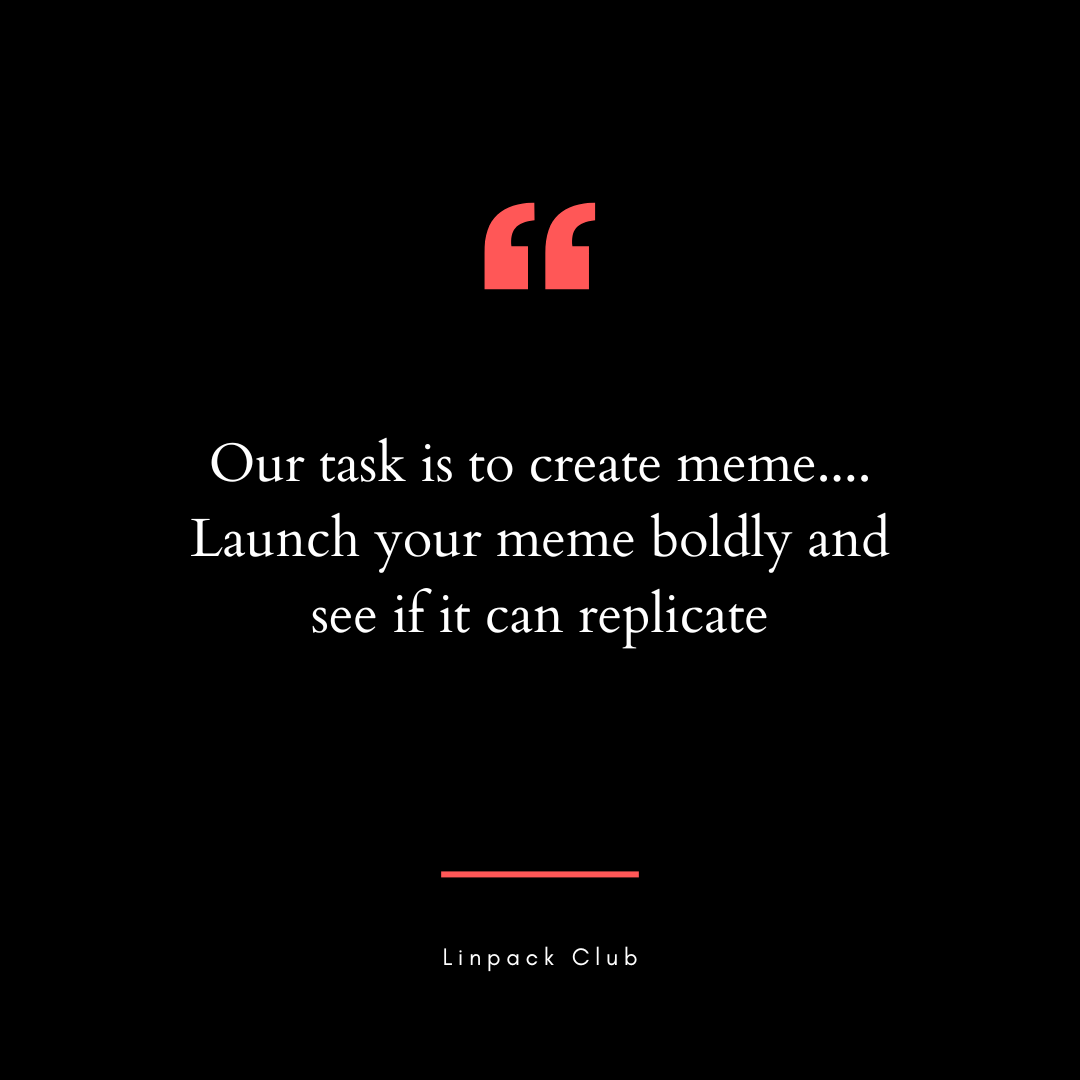 “
Our task is to create meme....
Launch your meme boldly and
see if it can replicate
Linpack Club